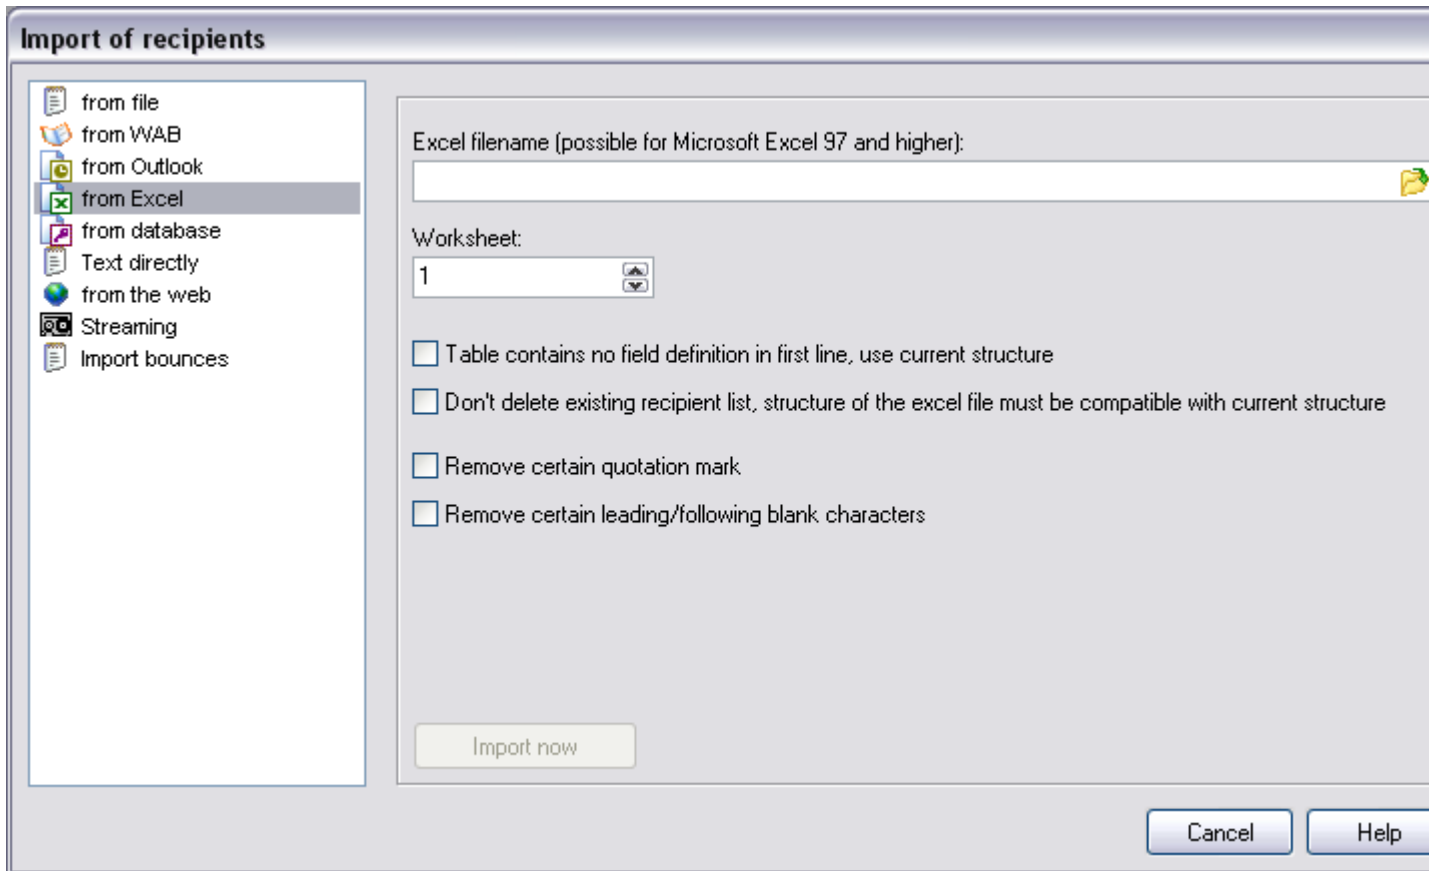 Import of recipients
from file
from WAB
from Outlook
from Excel
from database
Text directly
from the web
Streaming
Import bounces
Excel filename (possible for Microsoft Excel 97 and higher):
Worksheet:
1
Table contains no field definition in first line, use current structure
Don't delete existing recipient list, structure of the excel file must be compatible with current structure
Remove certain quotation mark
Remove certain leading/following blank characters
Import now
Cancel
Help